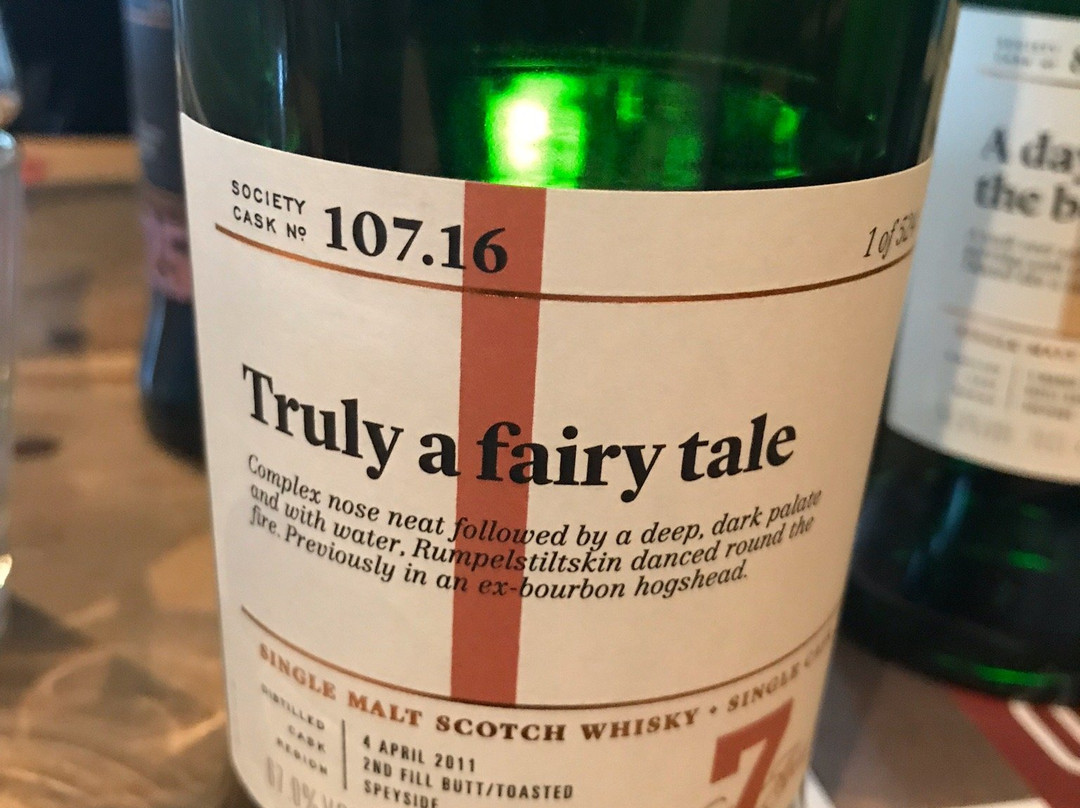 SOCIETY
CASK Nº 107.16
1 of
Truly a fairy tale
Complex nose neat followed by a deep, dark palate
and with water, Rumpelstiltskin danced round the
fire. Previously in an ex-bourbon hogshead.
SINGLE MALT SCOTCH WHISKY • SINGLE
DISTILLED 4 APRIL 2011
CASK 2ND FILL BUTT/TOASTED
REGION SPEYSIDE
7
A day
the b